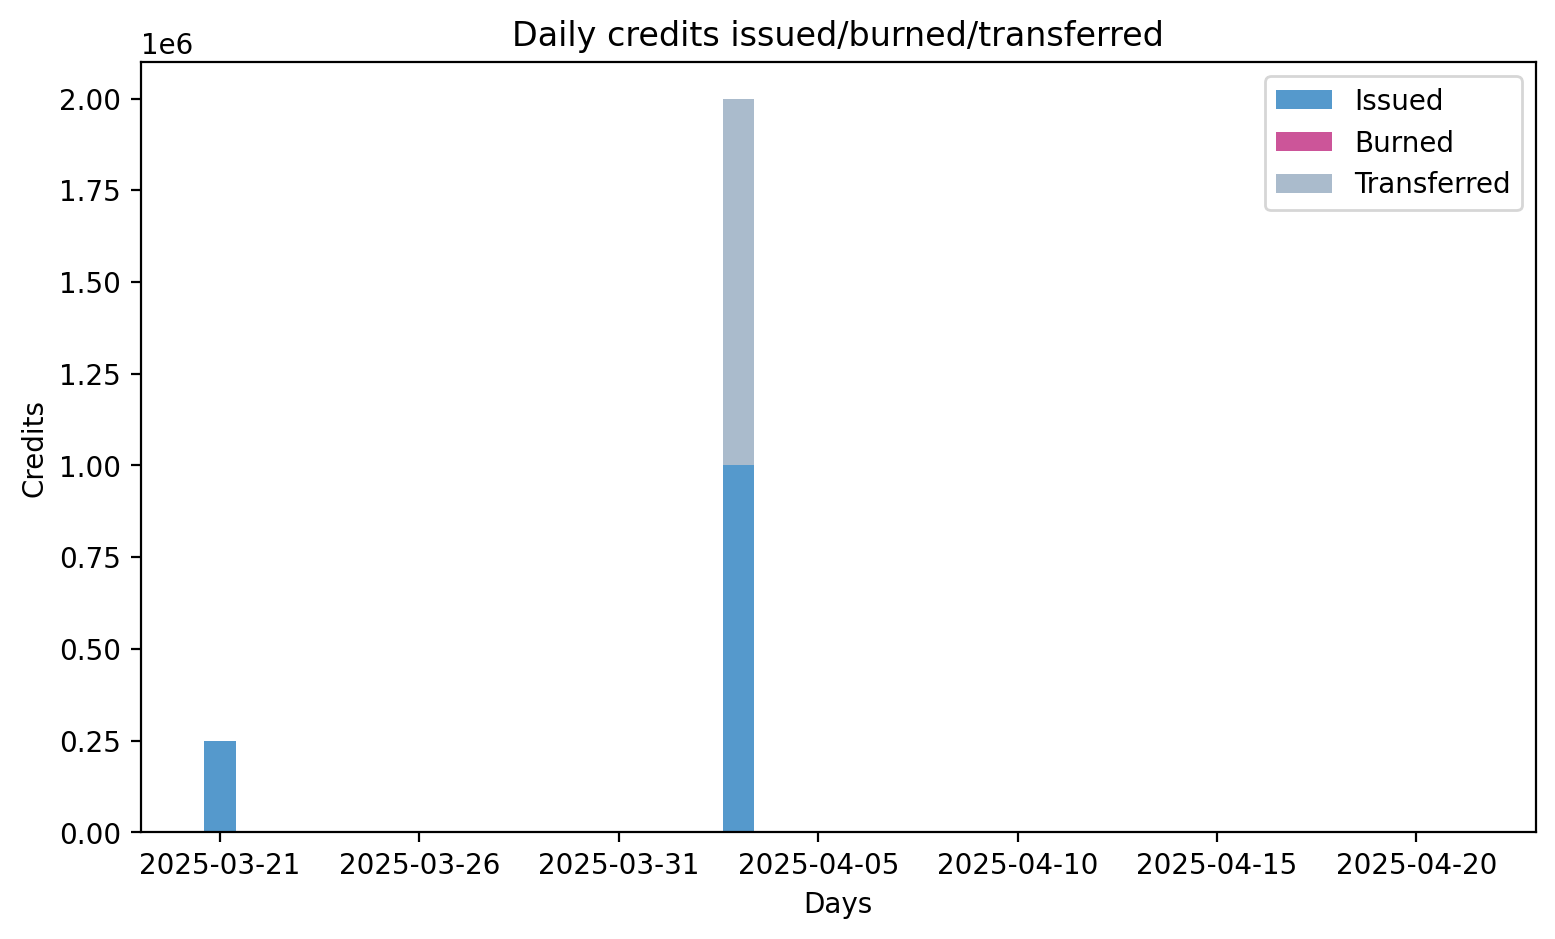 Daily credits issued/burned/transferred
1e6
2.00
1.75
1.50
1.25
1.00
0.75
0.50
0.25
0.00
Credits
Issued
Burned
Transferred
2025-03-21 2025-03-26 2025-03-31 2025-04-05 2025-04-10 2025-04-15 2025-04-20
Days